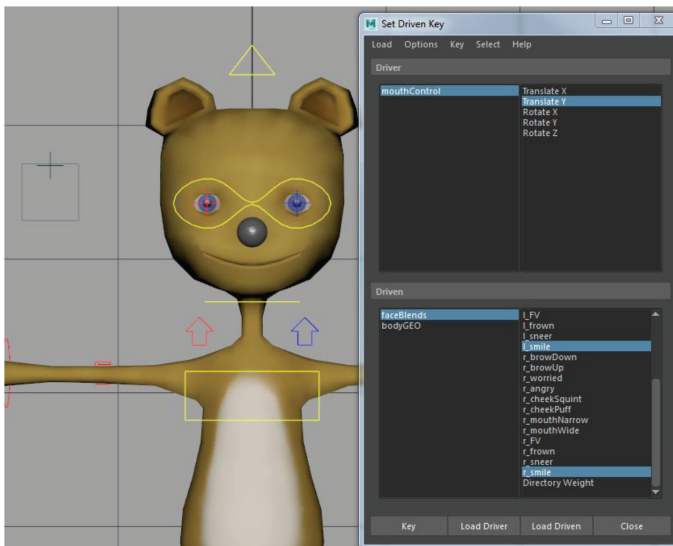 Set Driven Key
Load Options Key Select Help
Driver
mouthControl
Translate X
Translate Y
Rotate X
Rotate Y
Rotate Z
Driven
faceBlends
bodyGEO
l_FV
l_frown
l_sneer
l_smile
r_browDown
r_browUp
r_worried
r_angry
r_cheekSquint
r_cheekPuff
r_mouthNarrow
r_mouthWide
r_FV
r_frown
r_sneer
r_smile
Directory Weight
Key Load Driver Load Driven Close